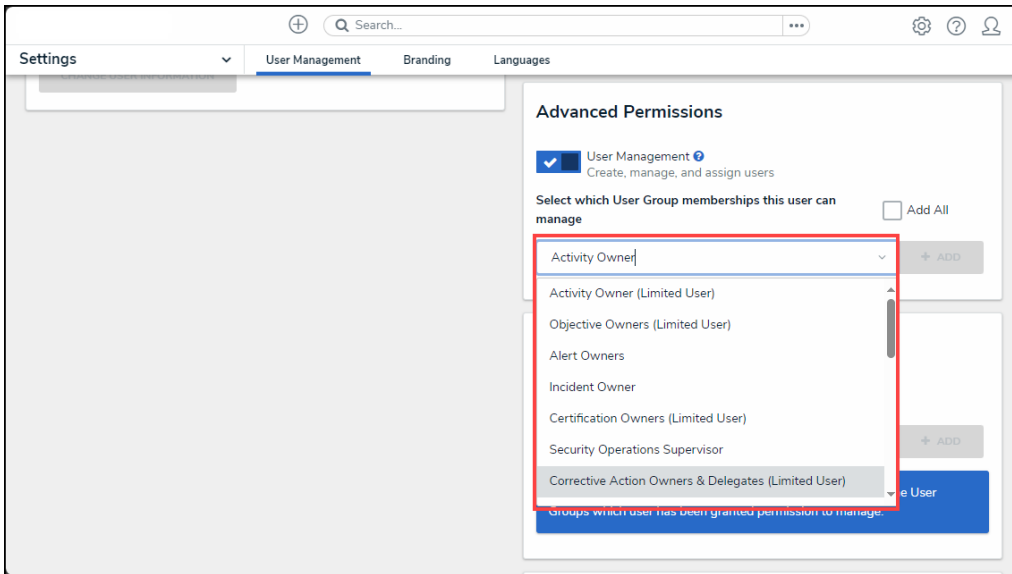 Search...
Settings
User Management
Branding
Languages
CHANGE USER INFORMATION
Advanced Permissions
User Management
Create, manage, and assign users
Select which User Group memberships this user can
manage
Add All
Activity Owner
+ ADD
Activity Owner (Limited User)
Objective Owners (Limited User)
Alert Owners
Incident Owner
Certification Owners (Limited User)
+ ADD
Security Operations Supervisor
Corrective Action Owners & Delegates (Limited User)
e User
Groups which user has been granted permission to manage.